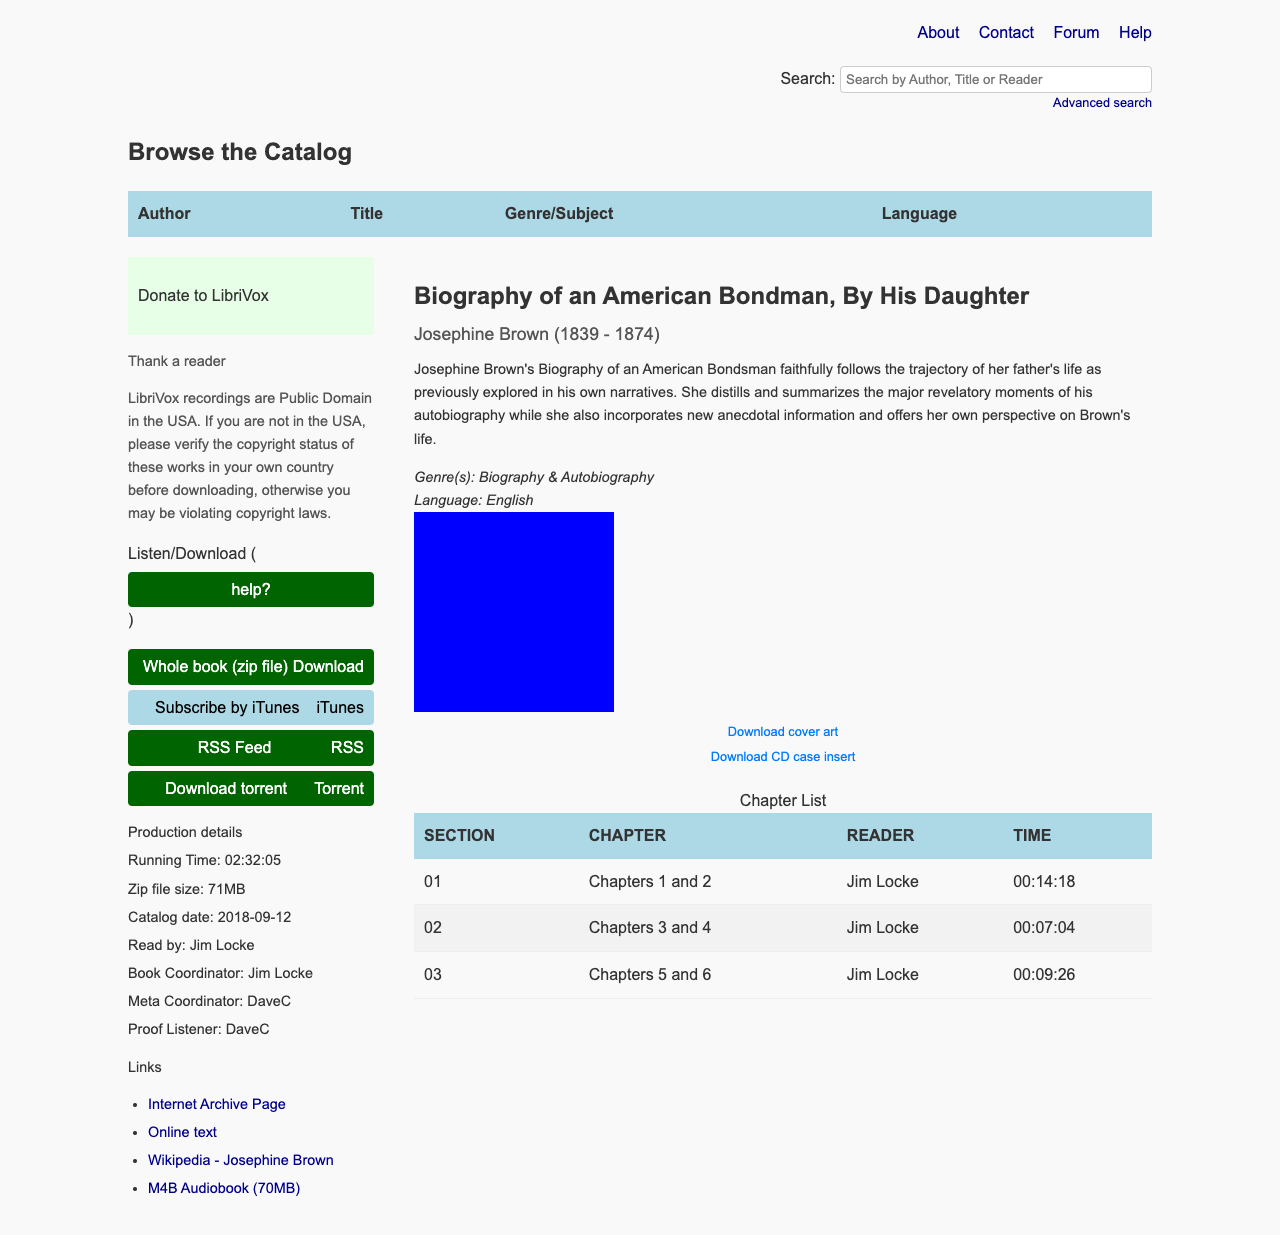 About Contact Forum Help
Search: Search by Author, Title or Reader
Advanced search
Browse the Catalog
Author Title Genre/Subject Language
Donate to LibriVox
Thank a reader
LibriVox recordings are Public Domain
in the USA. If you are not in the USA,
please verify the copyright status of
these works in your own country
before downloading, otherwise you
may be violating copyright laws.
Listen/Download (
help?
)
Whole book (zip file) Download
Subscribe by iTunes iTunes
RSS Feed RSS
Download torrent Torrent
Production details
Running Time: 02:32:05
Zip file size: 71MB
Catalog date: 2018-09-12
Read by: Jim Locke
Book Coordinator: Jim Locke
Meta Coordinator: DaveC
Proof Listener: DaveC
Links
Internet Archive Page
Online text
Wikipedia - Josephine Brown
M4B Audiobook (70MB)
Biography of an American Bondman, By His Daughter
Josephine Brown (1839 - 1874)
Josephine Brown's Biography of an American Bondsman faithfully follows the trajectory of her father's life as
previously explored in his own narratives. She distills and summarizes the major revelatory moments of his
autobiography while she also incorporates new anecdotal information and offers her own perspective on Brown's
life.
Genre(s): Biography & Autobiography
Language: English
Download cover art
Download CD case insert
Chapter List
SECTION CHAPTER READER TIME
01 Chapters 1 and 2 Jim Locke 00:14:18
02 Chapters 3 and 4 Jim Locke 00:07:04
03 Chapters 5 and 6 Jim Locke 00:09:26